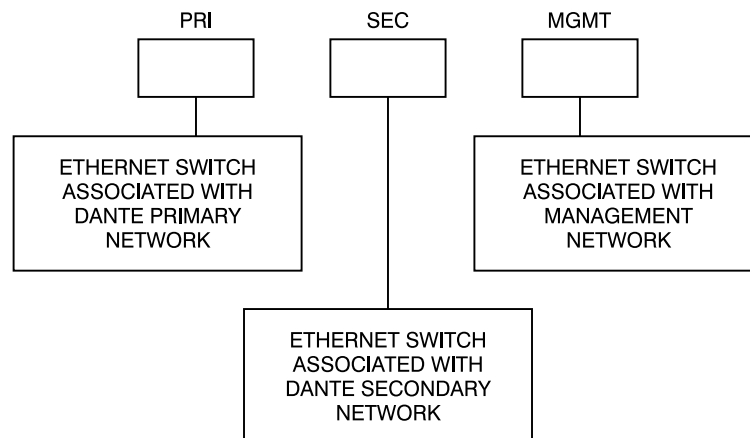 PRI
SEC
MGMT
ETHERNET SWITCH
ASSOCIATED WITH
DANTE PRIMARY
NETWORK
ETHERNET SWITCH
ASSOCIATED WITH
MANAGEMENT
NETWORK
ETHERNET SWITCH
ASSOCIATED WITH
DANTE SECONDARY
NETWORK